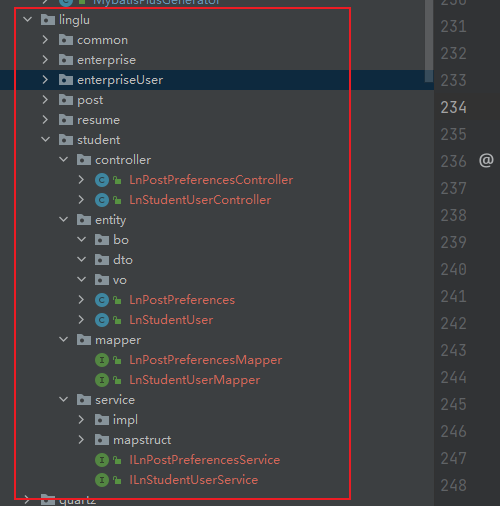 MybatisPlusGenerator
linglu
common
enterprise
enterpriseUser
post
resume
student
controller
LnPostPreferencesController
LnStudentUserController
entity
bo
dto
vo
LnPostPreferences
LnStudentUser
mapper
LnPostPreferencesMapper
LnStudentUserMapper
service
impl
mapstruct
ILnPostPreferencesService
ILnStudentUserService
quartz
231
232
233
234
235
236 @
237
238
239
240
241
242
243
244
245
246
247
248